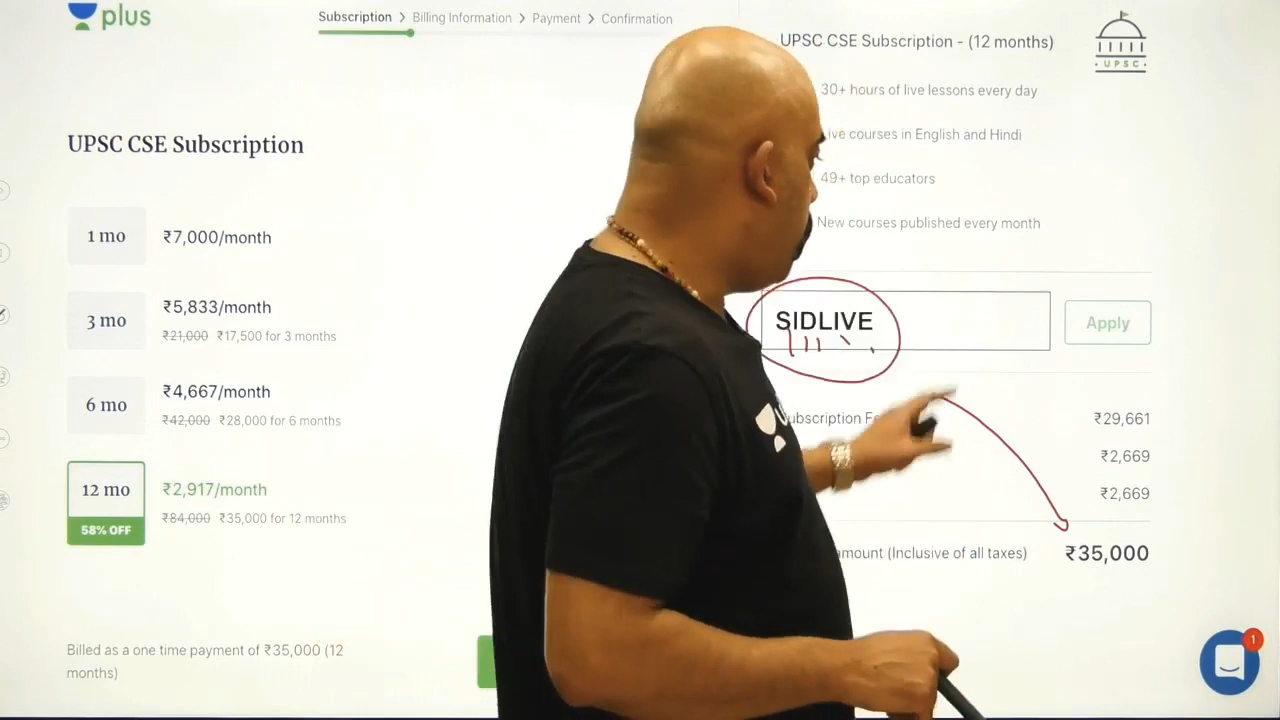 plus
Subscription > Billing Information > Payment > Confirmation
UPSC CSE Subscription - (12 months)
UPSC
30+ hours of live lessons every day
ive courses in English and Hindi
49+ top educators
New courses published every month
UPSC CSE Subscription
1 mo ₹7,000/month
3 mo ₹5,833/month
₹21,000 ₹17,500 for 3 months
6 mo ₹4,667/month
₹42,000 ₹28,000 for 6 months
12 mo ₹2,917/month
58% OFF ₹84,000 ₹35,000 for 12 months
Billed as a one time payment of ₹35,000 (12
months)
SIDLIVE Apply
ubscription Fe ₹29,661
₹2,669
₹2,669
amount (Inclusive of all taxes) ₹35,000
1